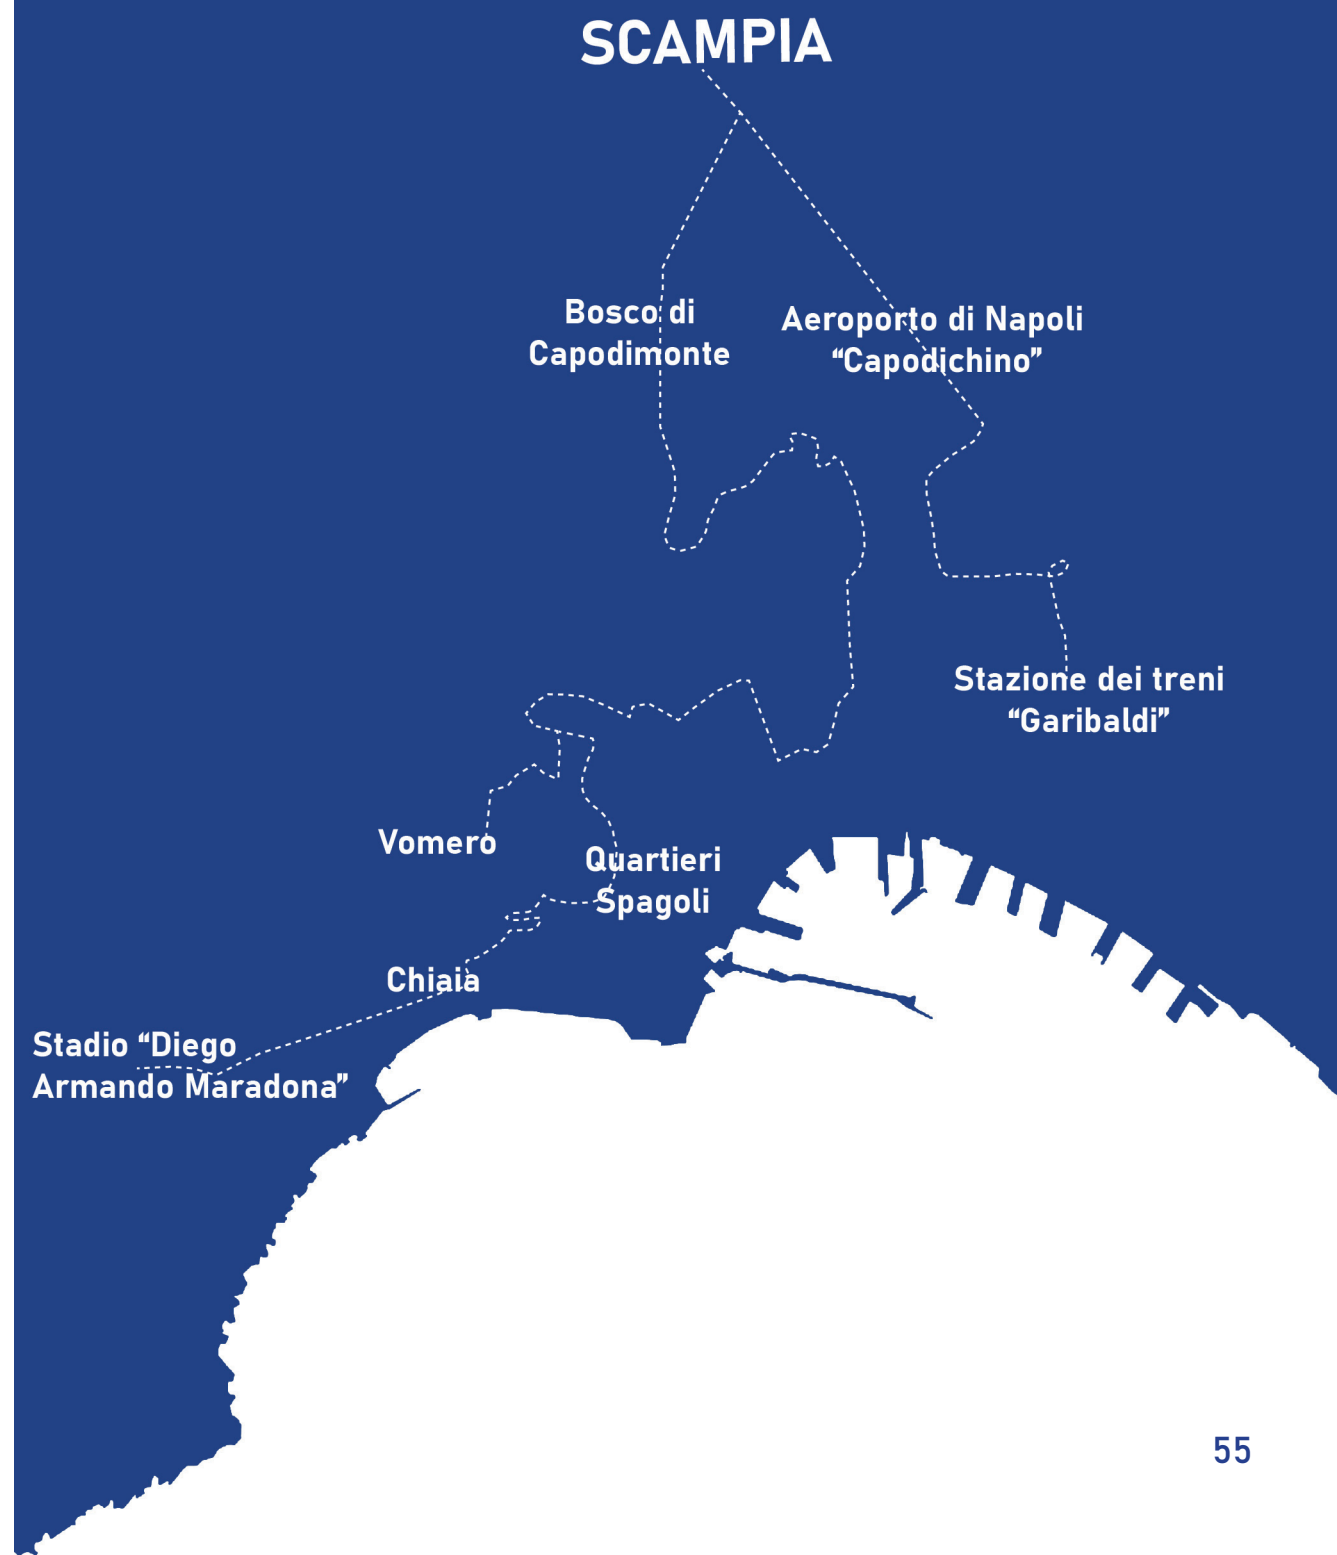 SCAMPIA
Bosco di
Capodimonte
Aeroporto di Napoli
“Capodichino”
Stazione dei treni
“Garibaldi”
Vomero
Quartieri
Spagoli
Chiaia
Stadio “Diego
Armando Maradona”
55